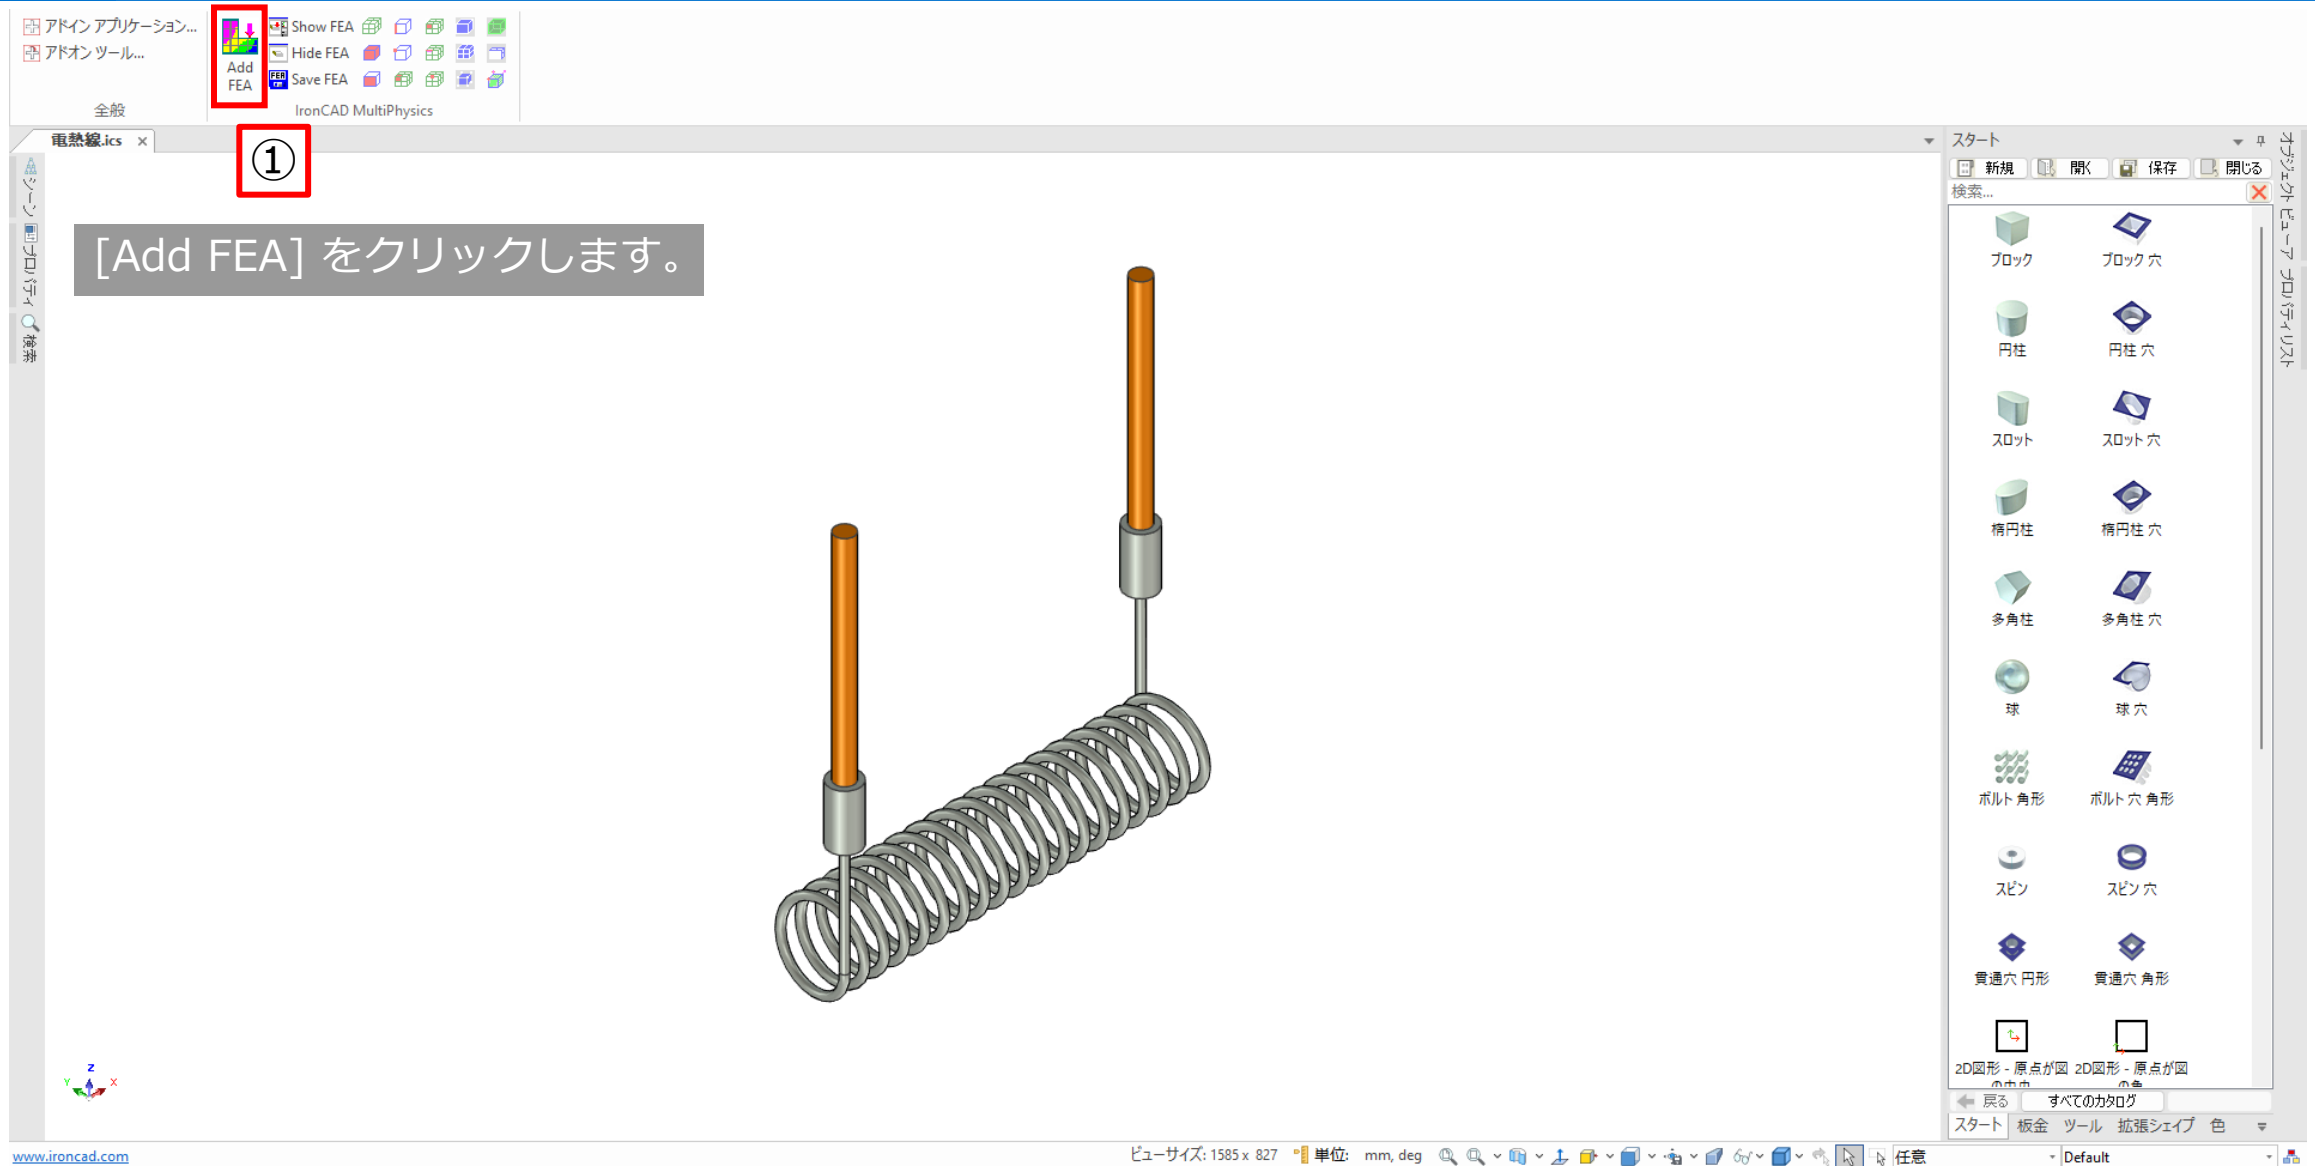 アドイン アプリケーション...
アドオン ツール...
全般
Add
FEA
Show FEA
Hide FEA
Save FEA
IronCAD MultiPhysics
電熱線.ics
①
[Add FEA] をクリックします。
シーン
プロパティ
検索
Z
Y
X
スタート
新規
開く
保存
閉じる
検索...
ブロック
ブロック 穴
円柱
円柱 穴
スロット
スロット 穴
楕円柱
楕円柱 穴
多角柱
多角柱 穴
球
球 穴
ボルト 角形
ボルト 穴 角形
スピン
スピン 穴
貫通穴 円形
貫通穴 角形
2D図形 - 原点が図
の中央
2D図形 - 原点が図
の角
戻る
すべてのカタログ
スタート
板金
ツール
拡張シェイプ
色
オブジェクト ビューア
プロパティ リスト
www.ironcad.com
ビューサイズ: 1585 x 827
単位:
mm, deg
任意
Default